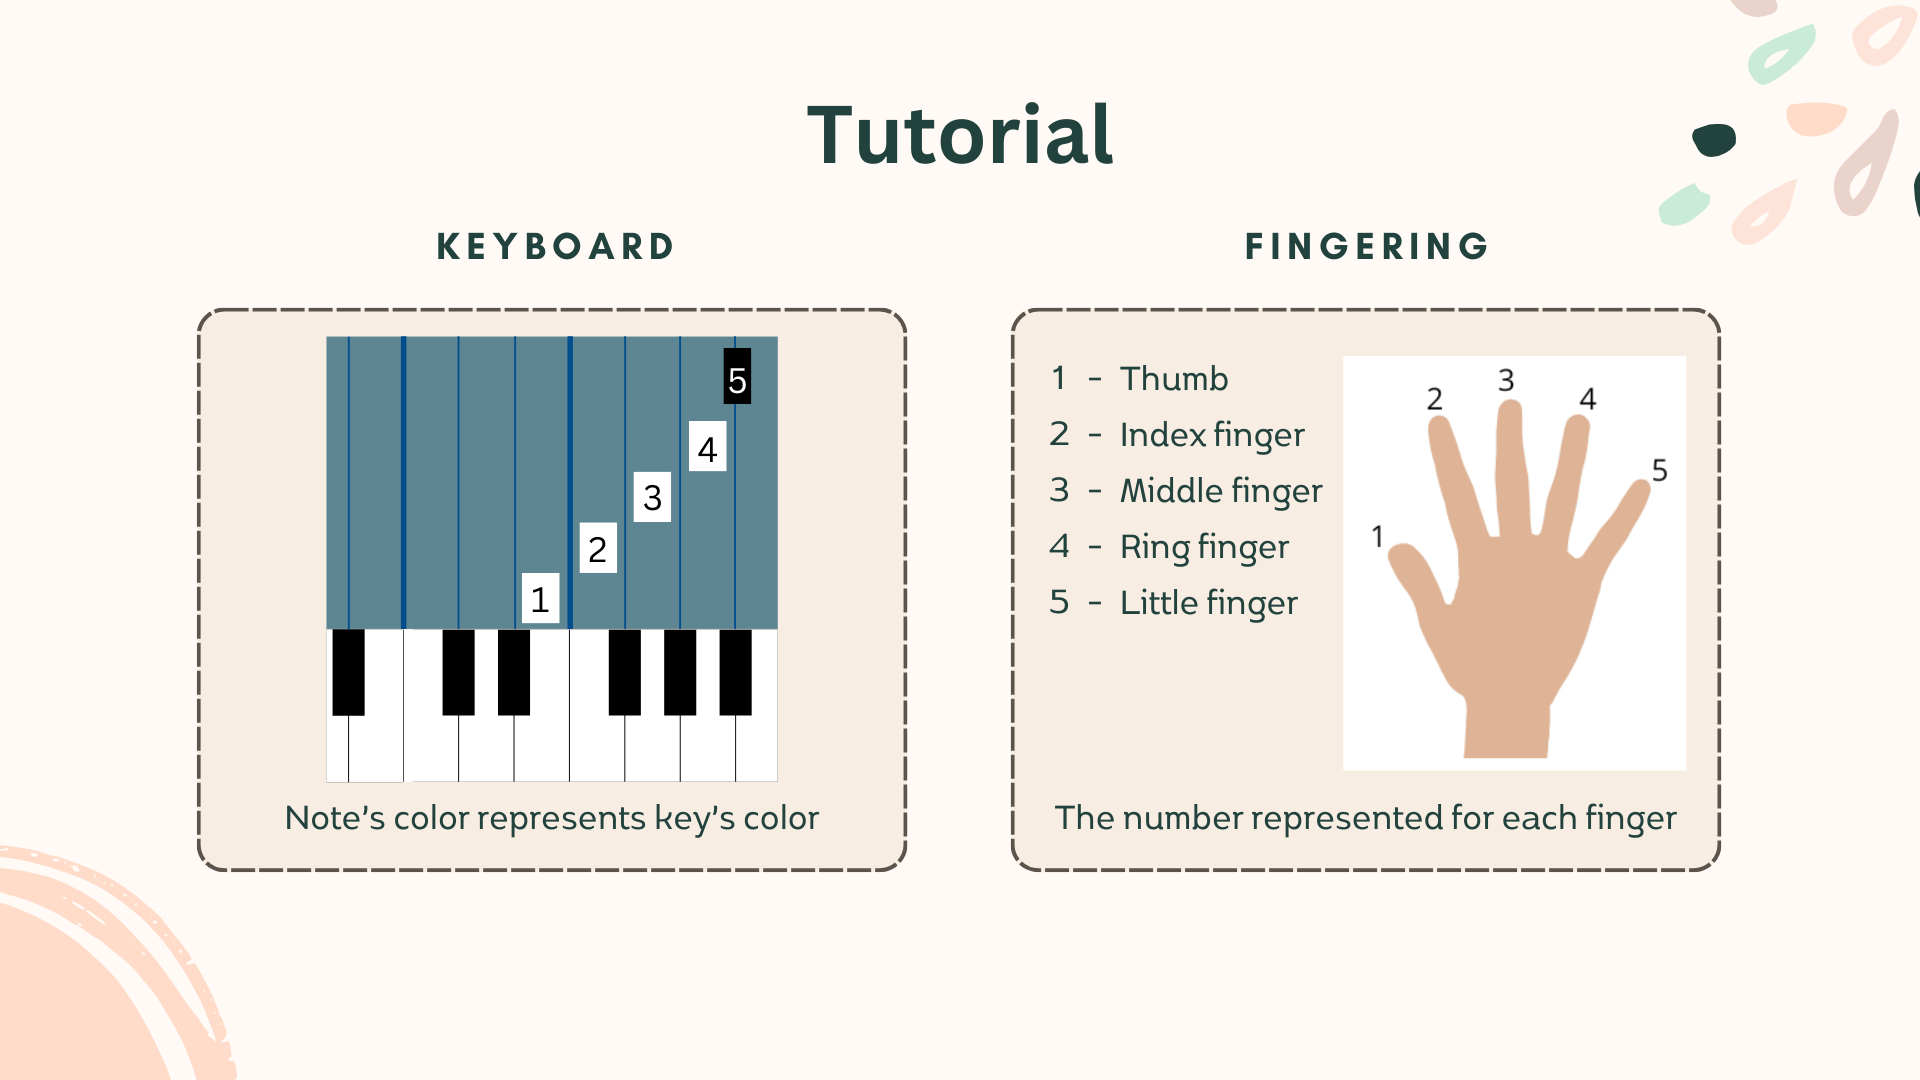 Tutorial
KEYBOARD
5
4
3
2
1
Note's color represents key's color
FINGERING
1 - Thumb
2 - Index finger
3 - Middle finger
4 - Ring finger
5 - Little finger
1
2
3
4
5
The number represented for each finger